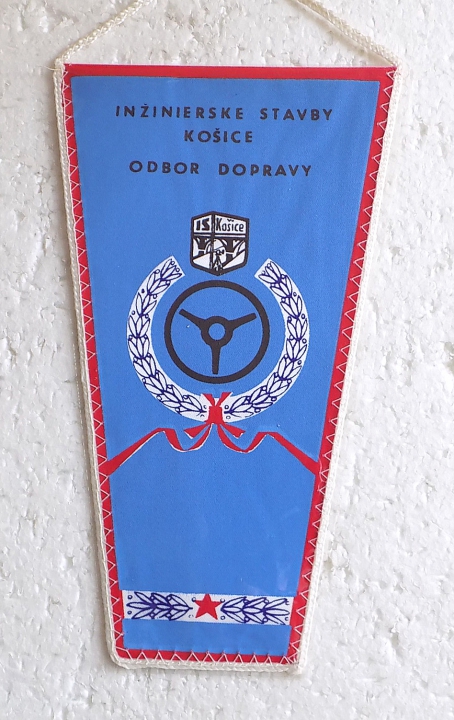 INŽINIERSKE STAVBY
KOŠICE
ODBOR DOPRAVY
IS Košice